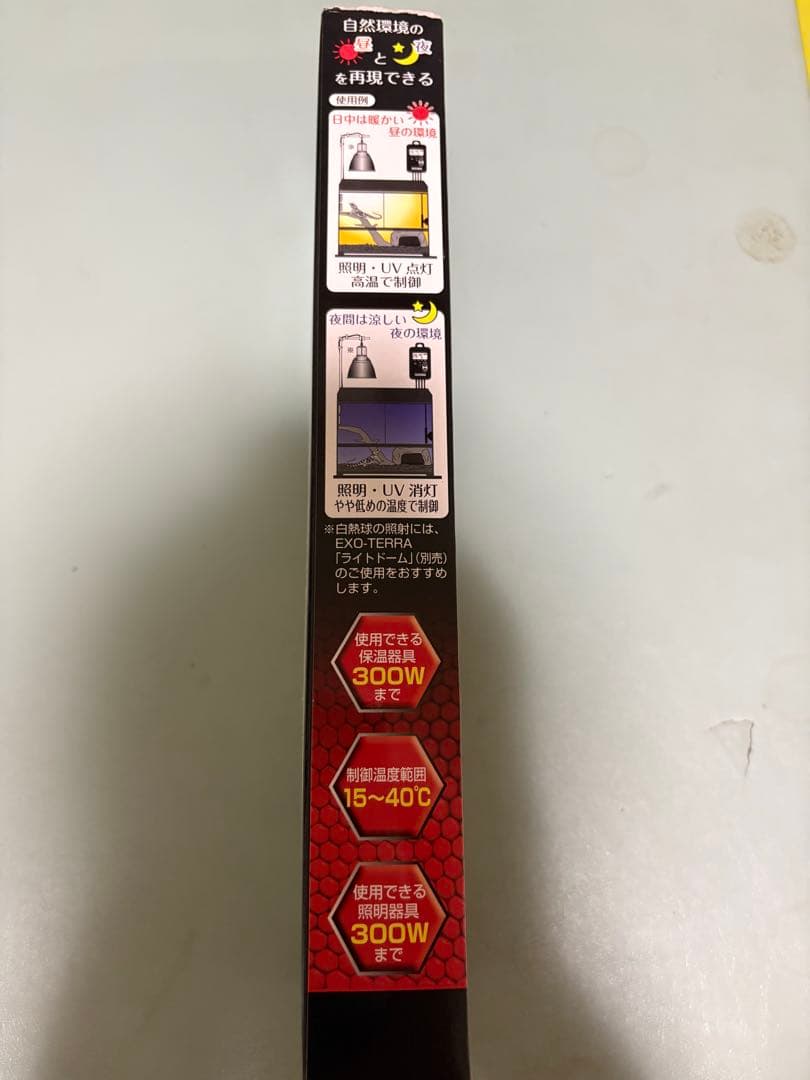 自然環境の
昼と夜
を再現できる
使用例
日中は暖かい
昼の環境
※
照明・UV点灯
高温で制御
夜間は涼しい
夜の環境
※
照明・UV消灯
やや低めの温度で制御
※白熱球の照射には、
EXO-TERRA
「ライトドーム」(別売)
のご使用をおすすめ
します。
使用できる
保温器具
300W
まで
制御温度範囲
15～40℃
使用できる
照明器具
300W
まで